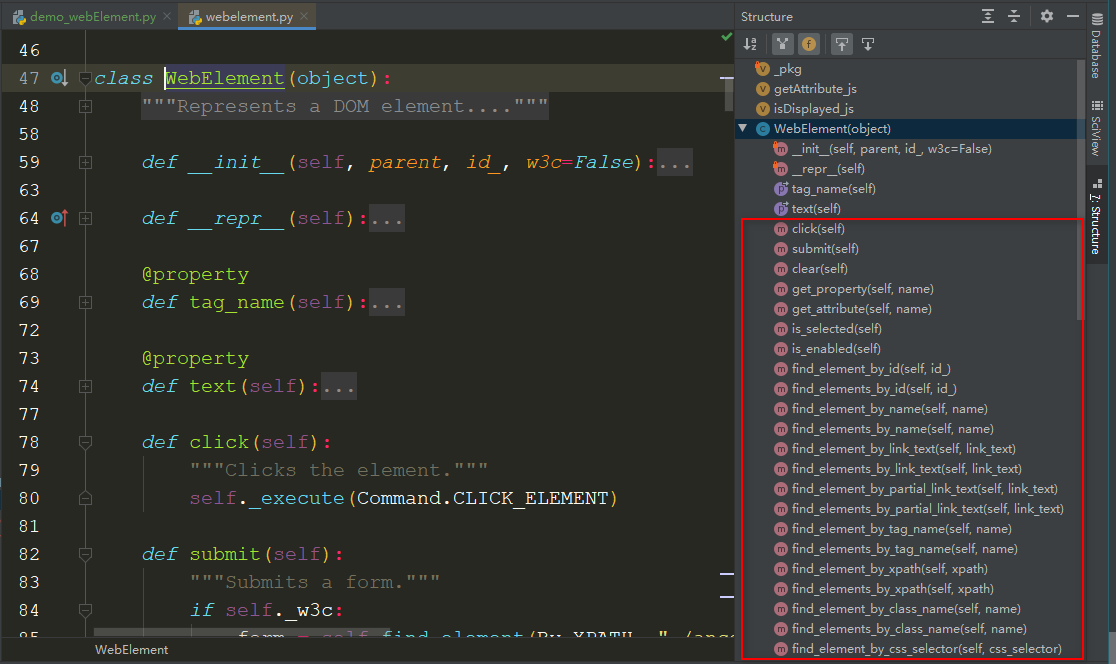 demo_webElement.py
webelement.py
46
47 class WebElement(object):
48 """Represents a DOM element...."""
58
59 def __init__(self, parent, id_, w3c=False):...
63
64 def __repr__(self):...
67
68 @property
69 def tag_name(self):...
72
73 @property
74 def text(self):...
77
78 def click(self):
79 """Clicks the element."""
80 self._execute(Command.CLICK_ELEMENT)
81
82 def submit(self):
83 """Submits a form."""
84 if self._w3c:
85 form = self.find_element(By.XPATH, "./ance
WebElement
Structure
_pkg
getAttribute_js
isDisplayed_js
WebElement(object)
__init__(self, parent, id_, w3c=False)
__repr__(self)
tag_name(self)
text(self)
click(self)
submit(self)
clear(self)
get_property(self, name)
get_attribute(self, name)
is_selected(self)
is_enabled(self)
find_element_by_id(self, id_)
find_elements_by_id(self, id_)
find_element_by_name(self, name)
find_elements_by_name(self, name)
find_element_by_link_text(self, link_text)
find_elements_by_link_text(self, link_text)
find_element_by_partial_link_text(self, link_text)
find_elements_by_partial_link_text(self, link_text)
find_element_by_tag_name(self, name)
find_elements_by_tag_name(self, name)
find_element_by_xpath(self, xpath)
find_elements_by_xpath(self, xpath)
find_element_by_class_name(self, name)
find_elements_by_class_name(self, name)
find_element_by_css_selector(self, css_selector)
Database
SciView
7: Structure